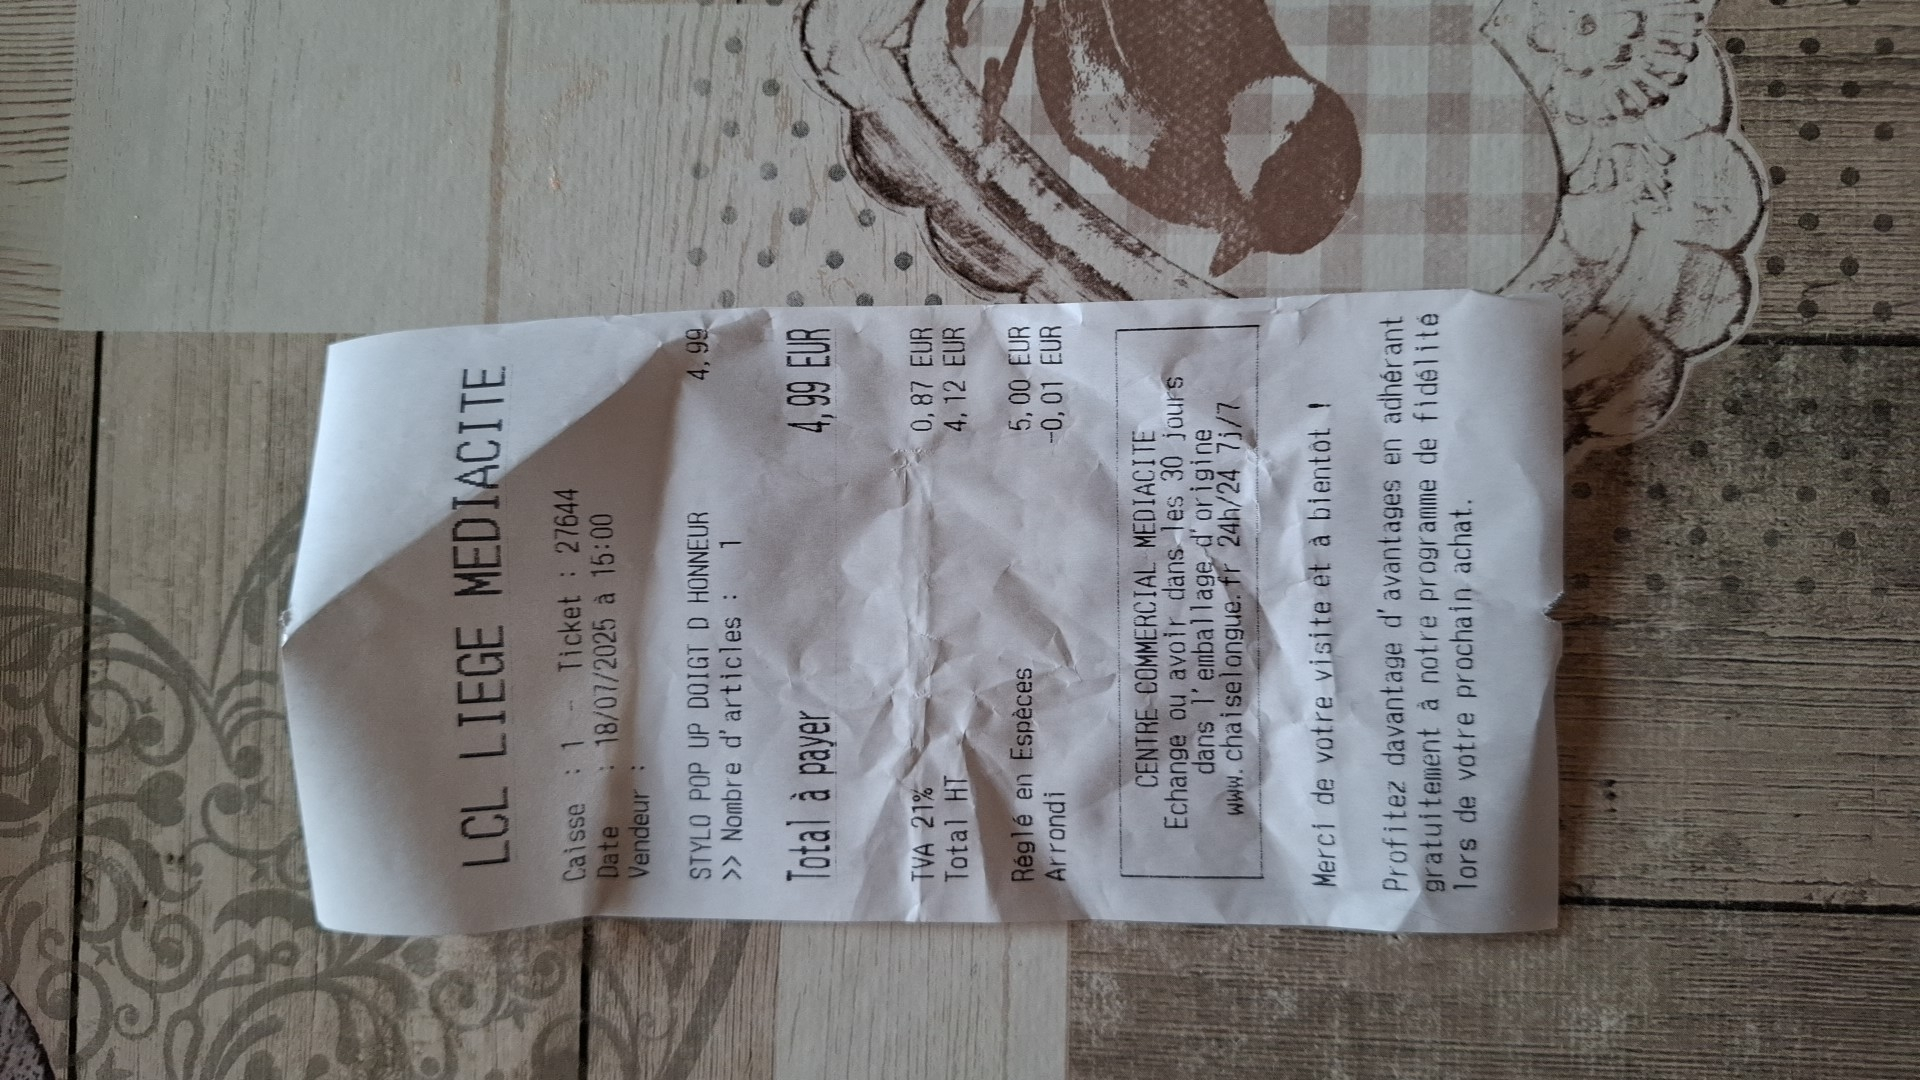 LCL LIEGE MEDIACITE
Caisse : 1 - Ticket : 27644
Date : 18/07/2025 à 15:00
Vendeur :
STYLO POP UP DOIGT D HONNEUR 4,99
>> Nombre d'articles : 1
Total à payer 4,99 EUR
TVA 21% 0,87 EUR
Total HT 4,12 EUR
Réglé en Espèces 5,00 EUR
Arrondi -0,01 EUR
CENTRE COMMERCIAL MEDIACITE
Echange ou avoir dans les 30 jours
dans l'emballage d'origine
www.chaiselongue.fr 24h/24 7j/7
Merci de votre visite et à bientôt !
Profitez davantage d'avantages en adhérant
gratuitement à notre programme de fidélité
lors de votre prochain achat.